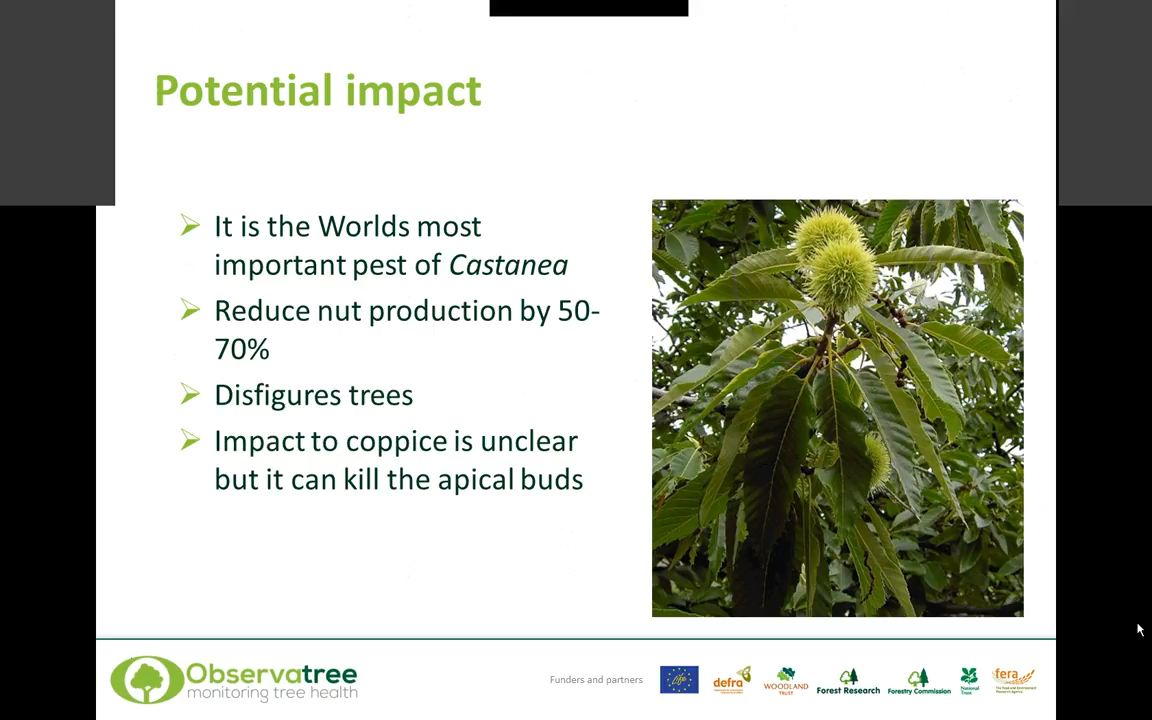 Potential impact
It is the Worlds most
important pest of Castanea
Reduce nut production by 50-
70%
Disfigures trees
Impact to coppice is unclear
but it can kill the apical buds
Observatree
monitoring tree health
Funders and partners
Life
defra
WOODLAND
TRUST
Forest Research
Forestry Commission
National
Trust
fera